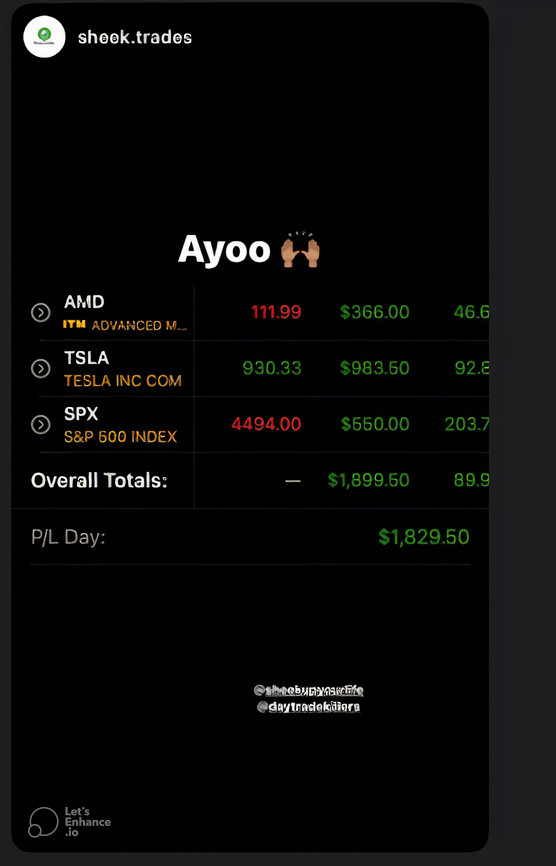 sheek.trades
Ayoo 🙌🏽
AMD 111.99 $366.00 46.6
ITM ADVANCED M...
TSLA 930.33 $983.50 92.8
TESLA INC COM
SPX 4494.00 $550.00 203.7
S&P 500 INDEX
Overall Totals: — $1,899.50 89.9
P/L Day: $1,829.50
@daytradekillers
Let's
Enhance
.io